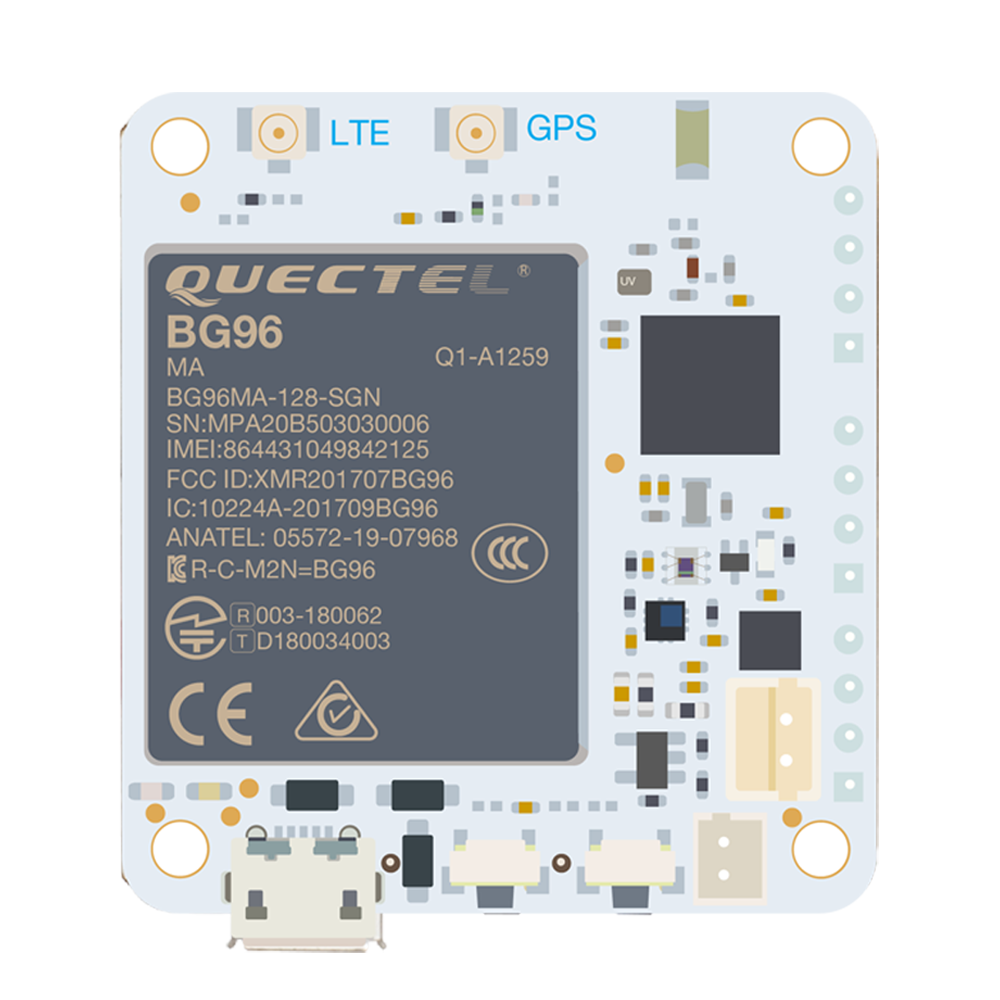 LTE
GPS
QUECTEL®
UV
BG96
MA
Q1-A1259
BG96MA-128-SGN
SN:MPA20B503030006
IMEI:864431049842125
FCC ID:XMR201707BG96
IC:10224A-201709BG96
ANATEL: 05572-19-07968
CCC
R-C-M2N=BG96
R 003-180062
T D180034003
CE